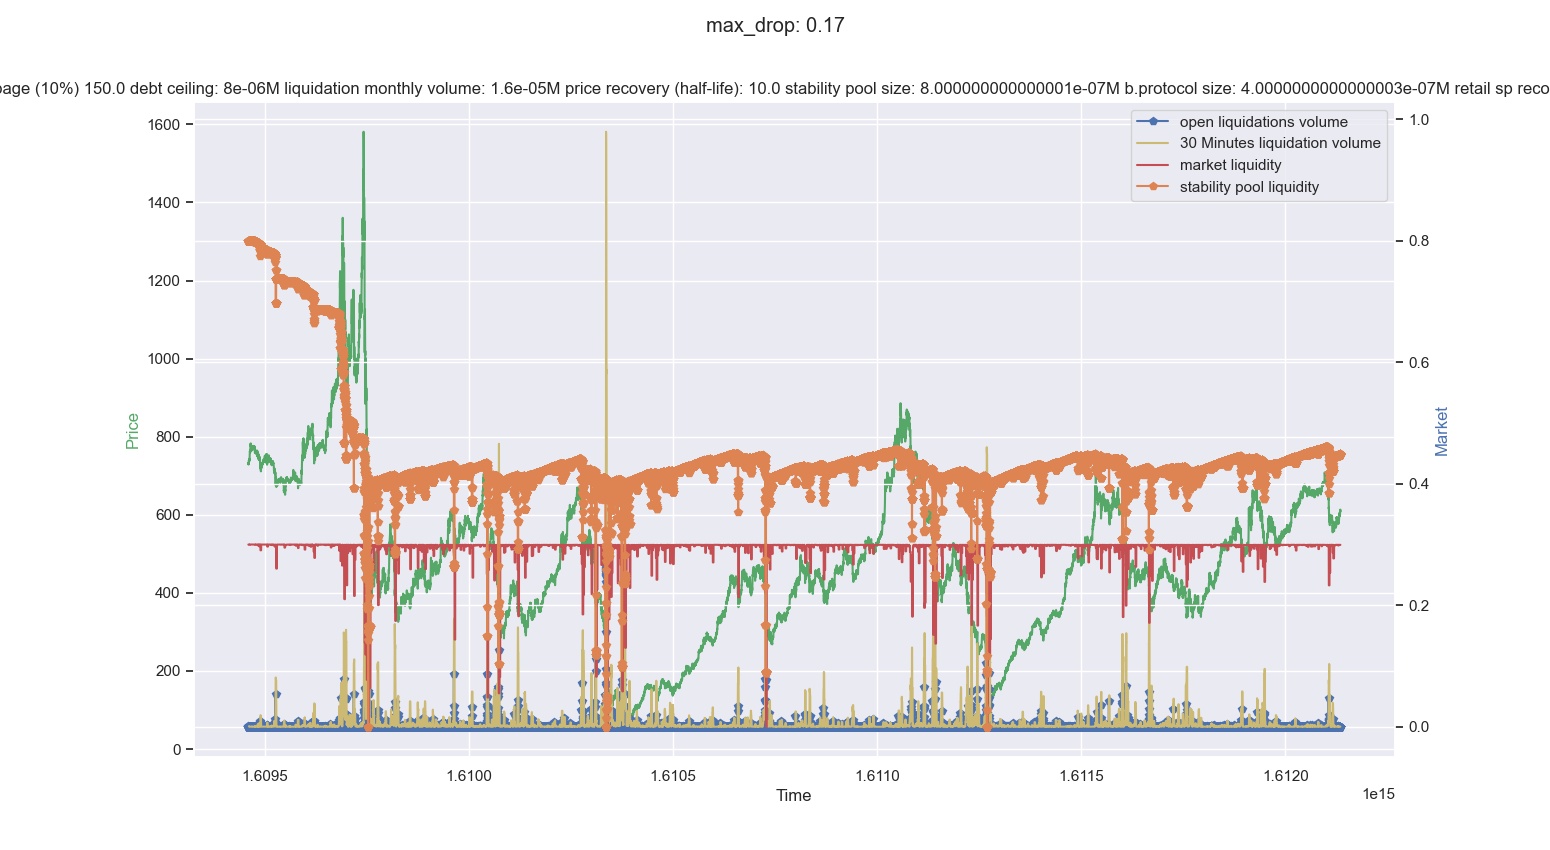 max_drop: 0.17
page (10%) 150.0 debt ceiling: 8e-06M liquidation monthly volume: 1.6e-05M price recovery (half-life): 10.0 stability pool size: 8.000000000000001e-07M b.protocol size: 4.0000000000000003e-07M retail sp reco
1600
1400
1200
1000
800
600
400
200
0
Price
open liquidations volume
30 Minutes liquidation volume
market liquidity
stability pool liquidity
1.0
0.8
0.6
0.4
0.2
0.0
Market
1.6095
1.6100
1.6105
1.6110
1.6115
1.6120
1e15
Time